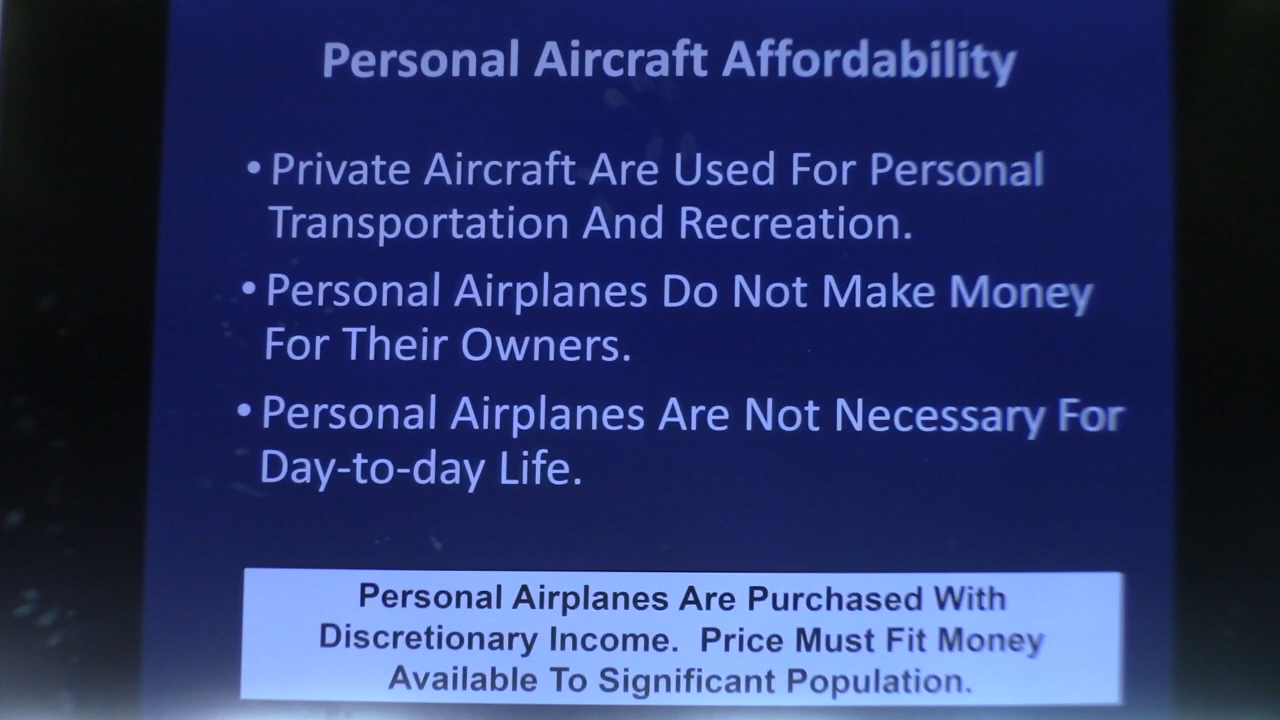 Personal Aircraft Affordability
• Private Aircraft Are Used For Personal
Transportation And Recreation.
• Personal Airplanes Do Not Make Money
For Their Owners.
• Personal Airplanes Are Not Necessary For
Day-to-day Life.
Personal Airplanes Are Purchased With
Discretionary Income.  Price Must Fit Money
Available To Significant Population.